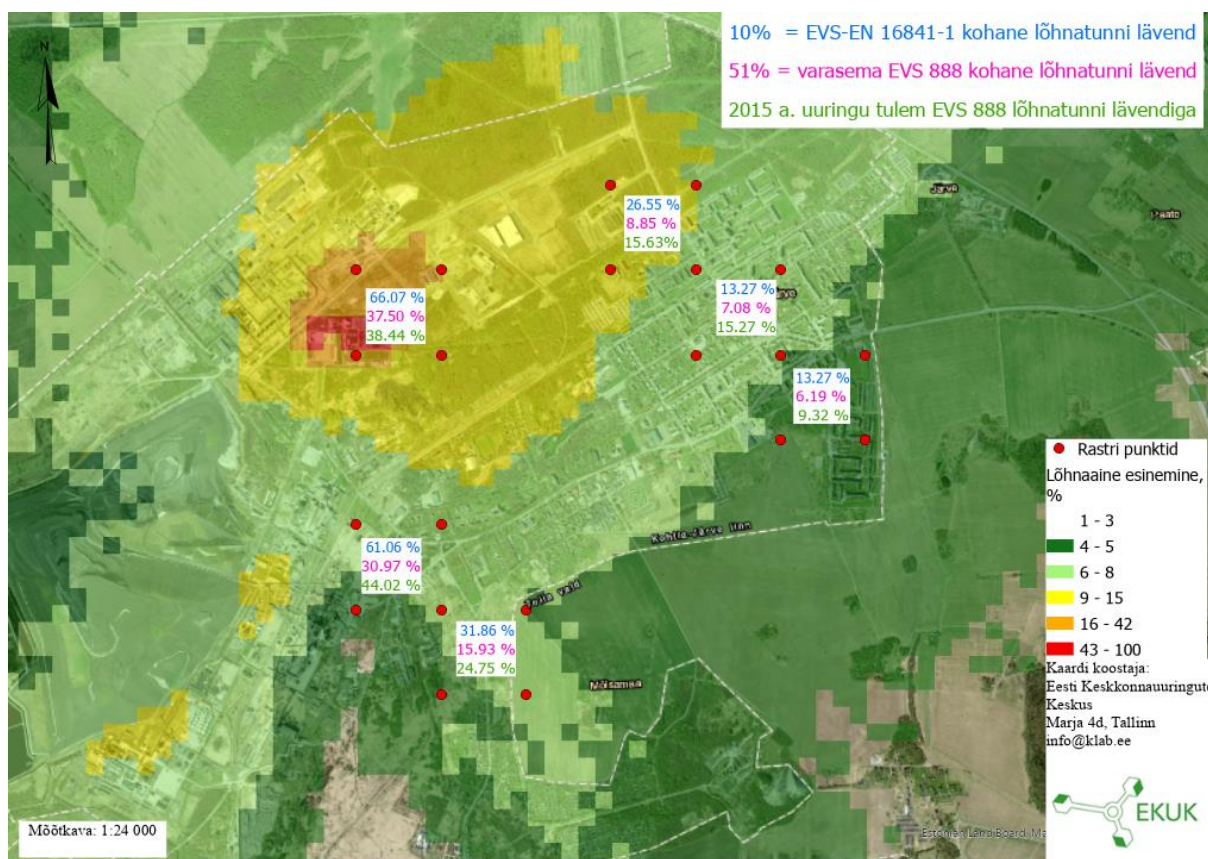 10% = EVS-EN 16841-1 kohane lõhnatunni lävend
51% = varasema EVS 888 kohane lõhnatunni lävend
2015 a. uuringu tulem EVS 888 lõhnatunni lävendiga
N
Järve
26.55 %
8.85 %
15.63%
13.27 %
7.08 %
15.27 %
66.07 %
37.50 %
38.44 %
13.27 %
6.19 %
9.32 %
61.06 %
30.97 %
44.02 %
Kohtla-Järve linn
Toila vald
31.86 %
15.93 %
24.75 %
Mõisamaa
Rastri punktid
Lõhnaaine esinemine,
%
1 - 3
4 - 5
6 - 8
9 - 15
16 - 42
43 - 100
Kaardi koostaja:
Eesti Keskkonnauuringute
Keskus
Marja 4d, Tallinn
info@klab.ee
EKUK
Mõõtkava: 1:24 000
Estonian Land Board, Ma